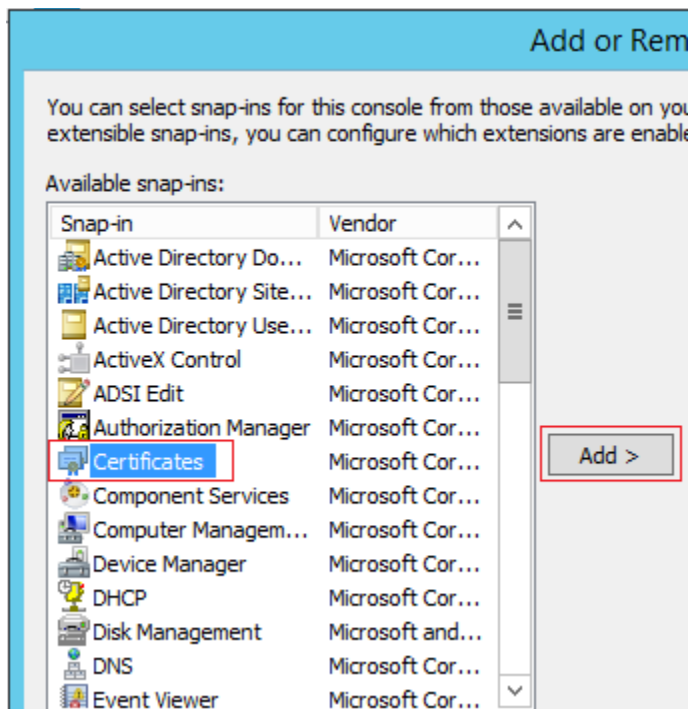 Add or Rem
You can select snap-ins for this console from those available on you
extensible snap-ins, you can configure which extensions are enable
Available snap-ins:
Snap-in Vendor
Active Directory Do... Microsoft Cor...
Active Directory Site... Microsoft Cor...
Active Directory Use... Microsoft Cor...
ActiveX Control Microsoft Cor...
ADSI Edit Microsoft Cor...
Authorization Manager Microsoft Cor...
Certificates Microsoft Cor...
Add >
Component Services Microsoft Cor...
Computer Managem... Microsoft Cor...
Device Manager Microsoft Cor...
DHCP Microsoft Cor...
Disk Management Microsoft and...
DNS Microsoft Cor...
Event Viewer Microsoft Cor...